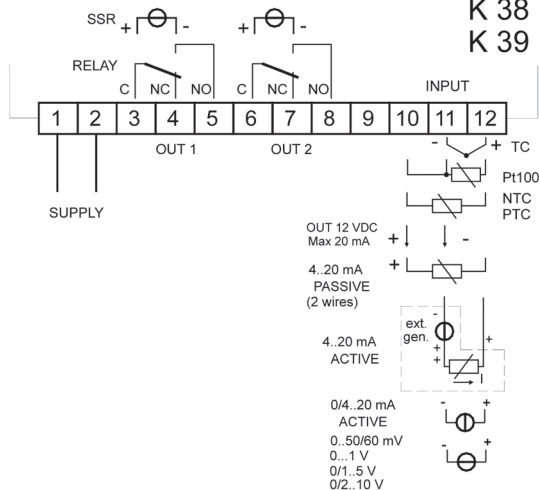 K 38
K 39
SSR + - + -
RELAY
C NC NO C NC NO
INPUT
1 2 3 4 5 6 7 8 9 10 11 12
OUT 1 OUT 2
- + TC
Pt100
NTC
PTC
SUPPLY
OUT 12 VDC
Max 20 mA + -
4..20 mA
PASSIVE
(2 wires) +
4..20 mA
ACTIVE
-
ext.
gen.
+ +
+
I
0/4..20 mA
ACTIVE - +
0..50/60 mV
0...1 V
0/1..5 V
0/2..10 V - +